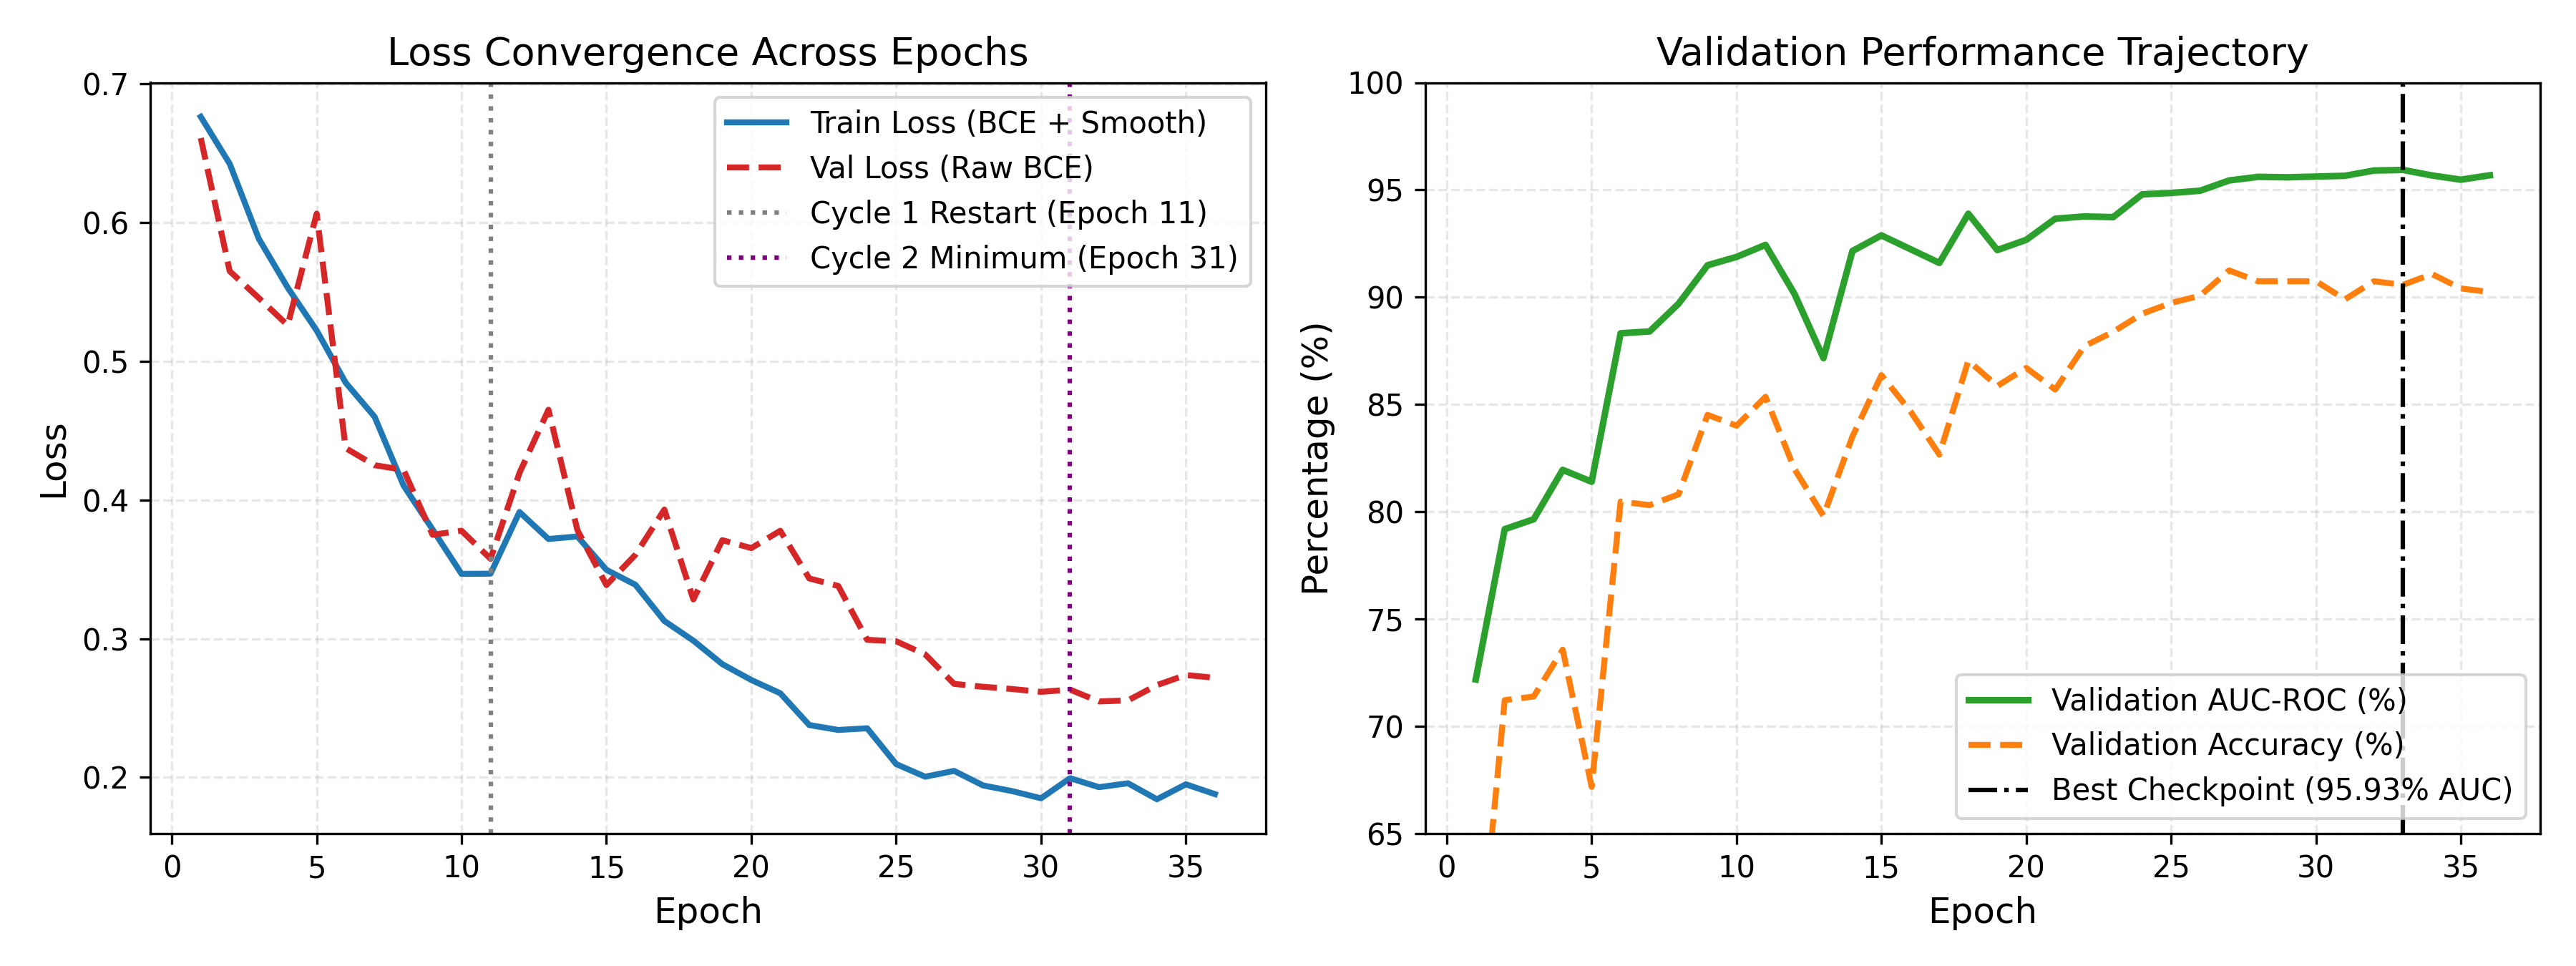 Loss Convergence Across Epochs
0.7
0.6
0.5
0.4
0.3
0.2
Loss
Train Loss (BCE + Smooth)
Val Loss (Raw BCE)
Cycle 1 Restart (Epoch 11)
Cycle 2 Minimum (Epoch 31)
0 5 10 15 20 25 30 35
Epoch
Validation Performance Trajectory
100
95
90
85
80
75
70
65
Percentage (%)
Validation AUC-ROC (%)
Validation Accuracy (%)
Best Checkpoint (95.93% AUC)
0 5 10 15 20 25 30 35
Epoch